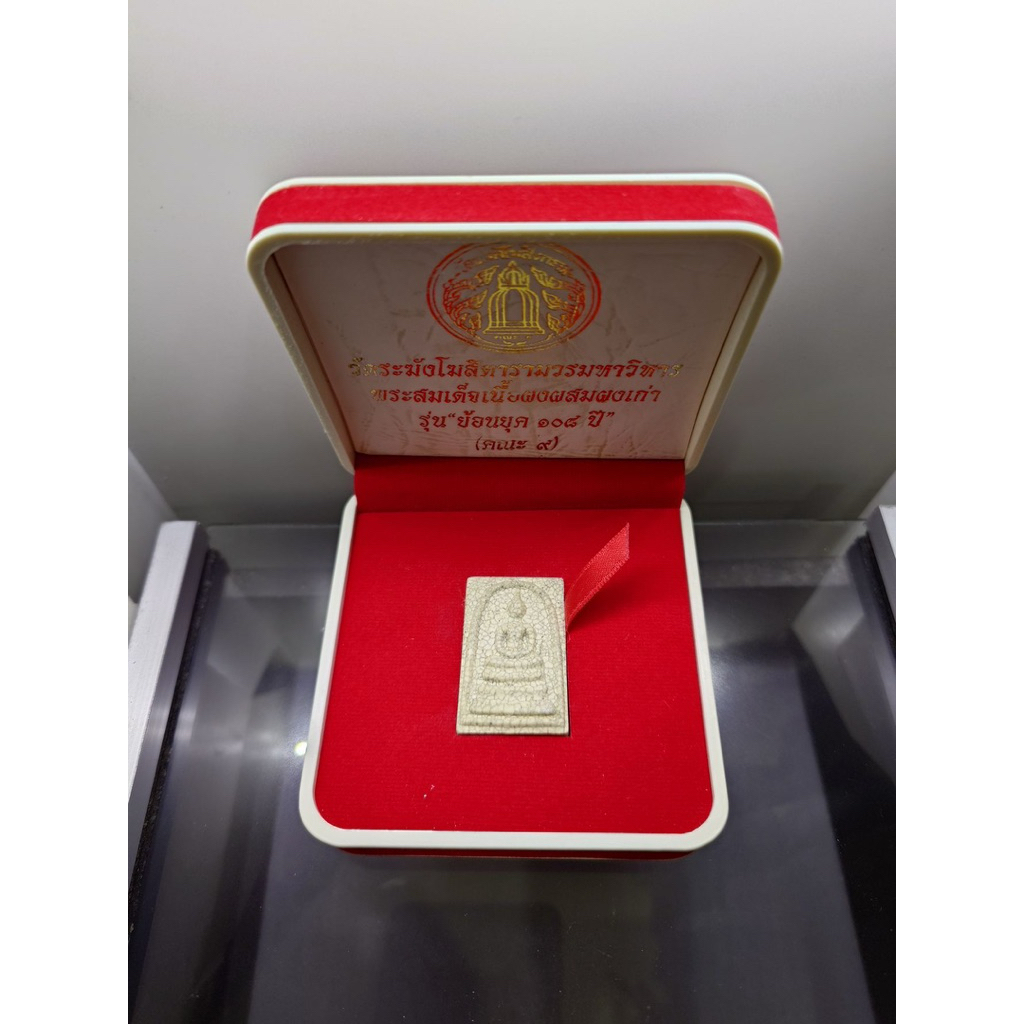 วัดระฆังโฆสิตารามวรมหาวิหาร
พระสมเด็จเนื้อผงผสมผงเก่า
รุ่น“ย้อนยุค ๑๐๘ ปี”
(คณะ ๙)